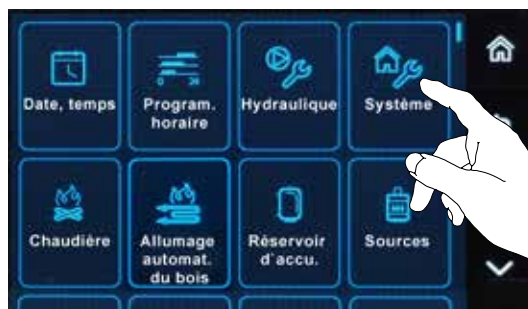 Date, temps
Program.
horaire
Hydraulique
Système
Chaudière
Allumage
automat.
du bois
Réservoir
d'accu.
Sources